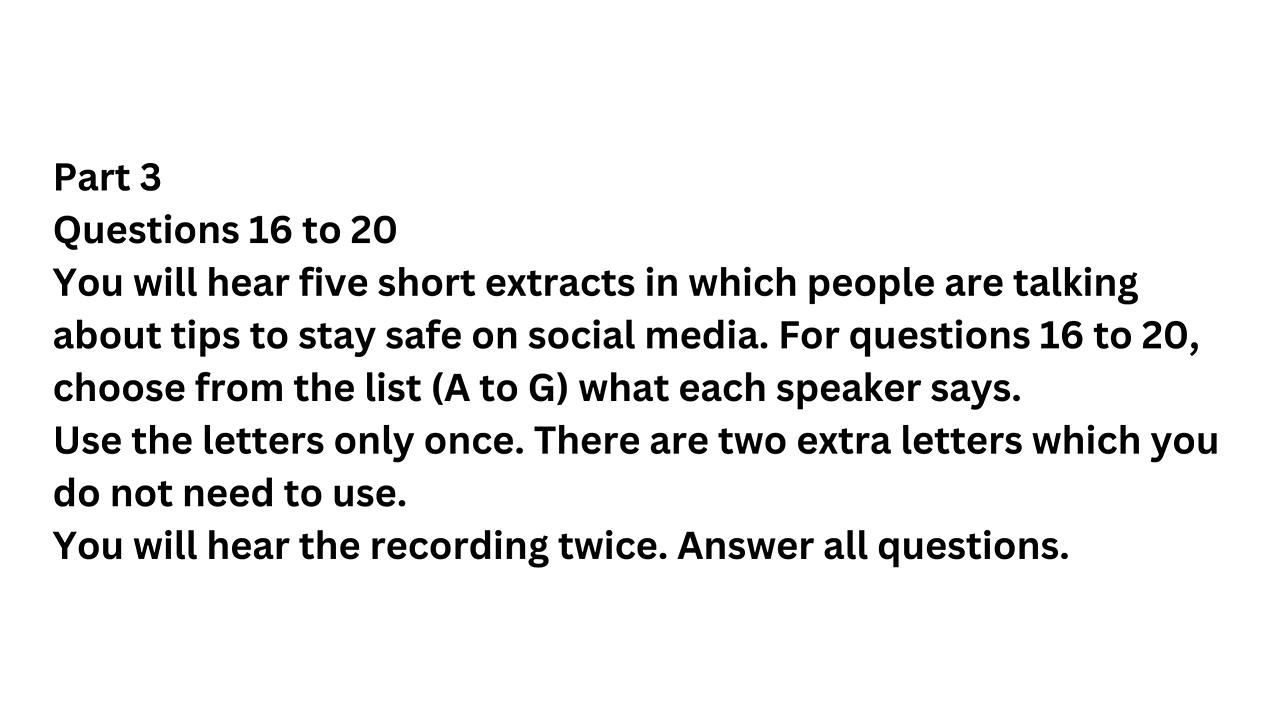 Part 3
Questions 16 to 20
You will hear five short extracts in which people are talking
about tips to stay safe on social media. For questions 16 to 20,
choose from the list (A to G) what each speaker says.
Use the letters only once. There are two extra letters which you
do not need to use.
You will hear the recording twice. Answer all questions.